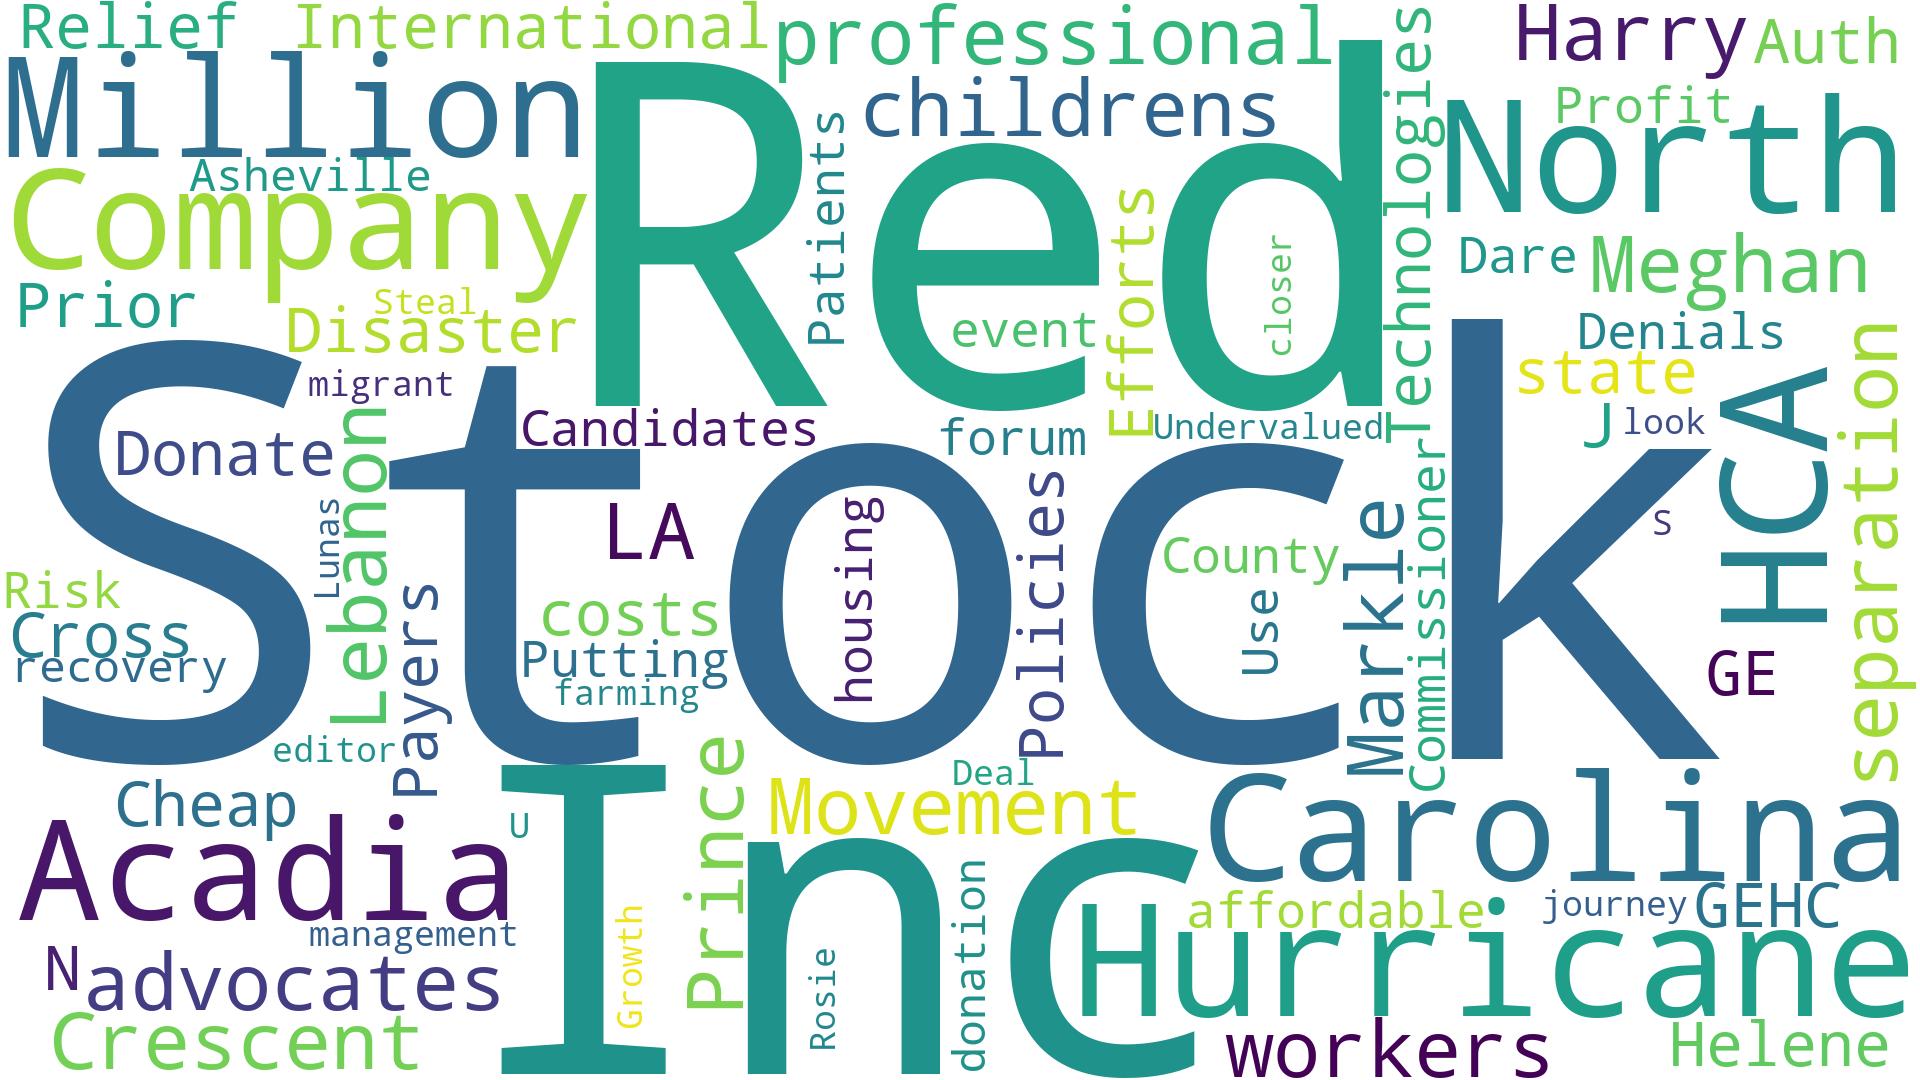 Relief
International
professional
Technologies
Harry
Auth
Million
Red
childrens
Profit
North
Patients
Asheville
Company
Efforts
closer
Dare
Meghan
Prior
Steal
Disaster
event
Denials
state
separation
migrant
HCA
Candidates
forum
Undervalued
J
look
Stock
Donate
Lebanon
Lunas
LA
housing
Policies
County
Markle
Commissioner
S
Risk
Cross
recovery
Payers
costs
Putting
farming
Use
GE
editor
Prince
Deal
Cheap
Movement
Carolina
Acadia
U
Inc
management
Growth
Rosie
donation
affordable
journey
GEHC
Hurricane
N
advocates
Crescent
workers
Helene